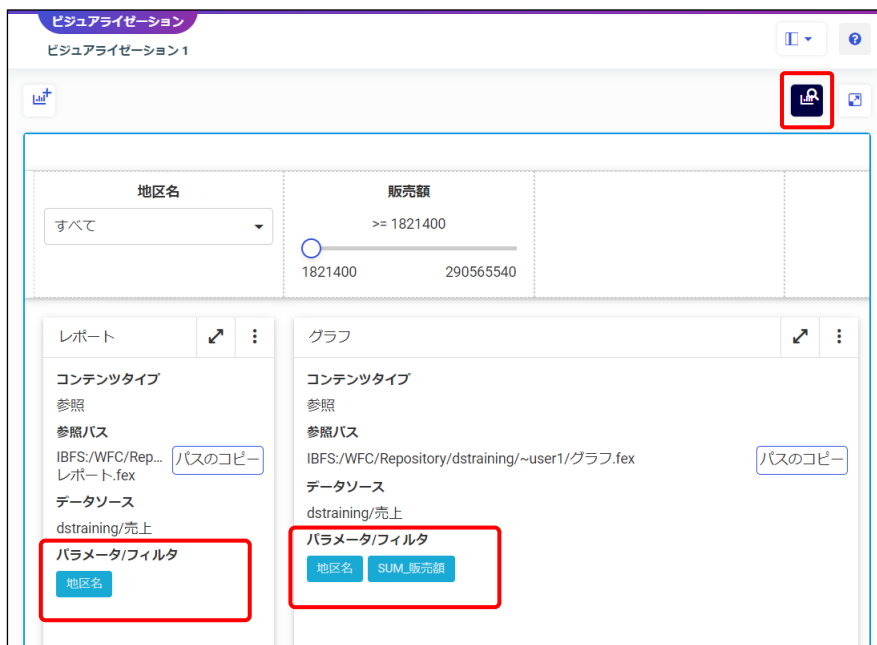 ビジュアライゼーション
ビジュアライゼーション 1
地区名
販売額
すべて
>= 1821400
1821400
290565540
レポート
グラフ
コンテンツタイプ
参照
参照パス
IBFS:/WFC/Rep...
レポート.fex
パスのコピー
データソース
dstraining/売上
パラメータ/フィルタ
地区名
コンテンツタイプ
参照
参照パス
IBFS:/WFC/Repository/dstraining/~user1/グラフ.fex
パスのコピー
データソース
dstraining/売上
パラメータ/フィルタ
地区名
SUM_販売額